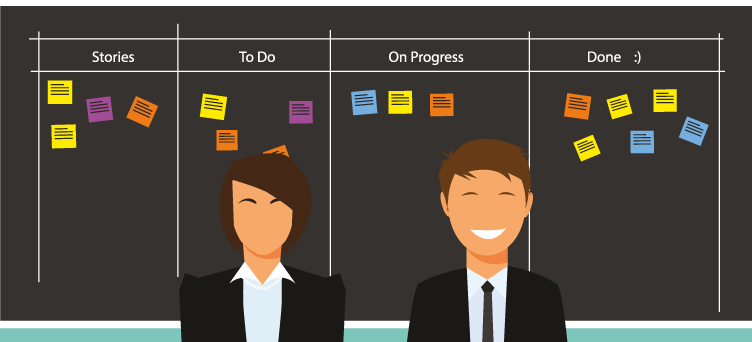 Stories
To Do
On Progress
Done :)